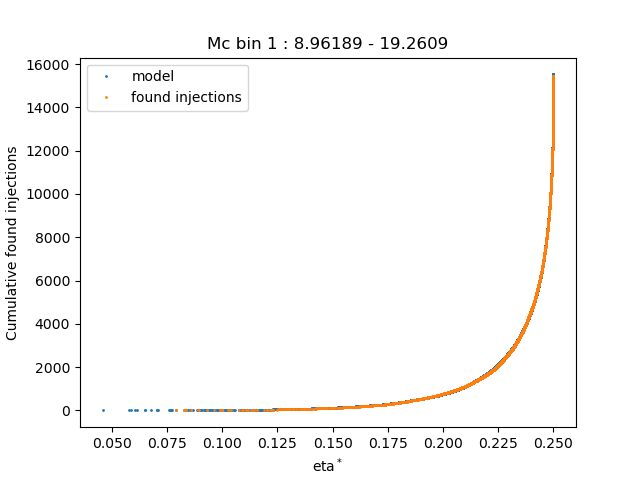 Mc bin 1 : 8.96189 - 19.2609
model
found injections
Cumulative found injections
16000
14000
12000
10000
8000
6000
4000
2000
0
0.050 0.075 0.100 0.125 0.150 0.175 0.200 0.225 0.250
eta*